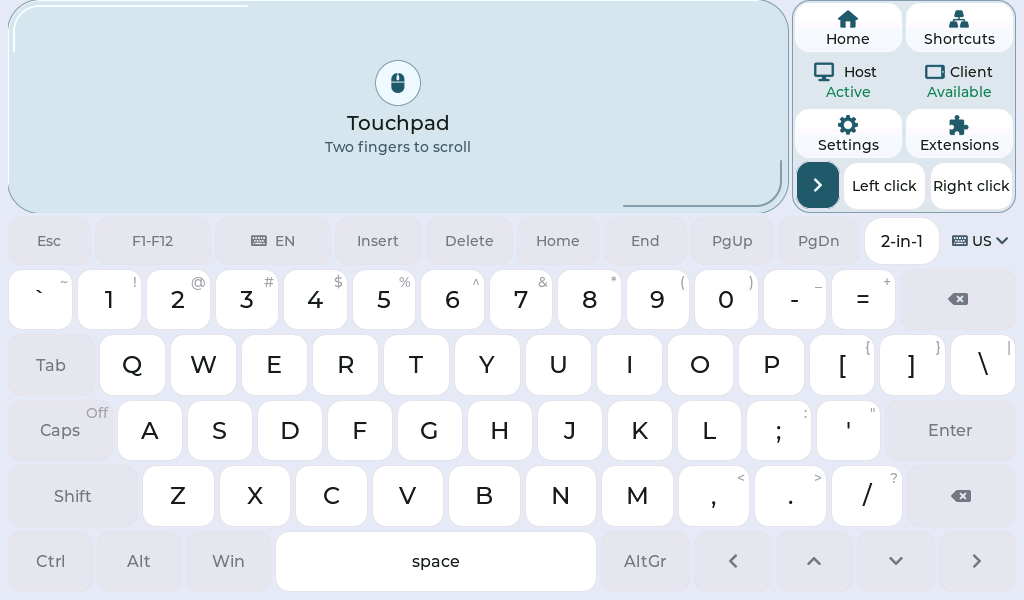 Touchpad
Two fingers to scroll
Home
Shortcuts
Host
Active
Client
Available
Settings
Extensions
Left click
Right click
Esc F1-F12 EN Insert Delete Home End PgUp PgDn 2-in-1 US
` ~ 1 ! 2 @ 3 # 4 $ 5 % 6 ^ 7 & 8 * 9 ( 0 ) - _ = +
Tab Q W E R T Y U I O P [ { ] } \ |
Caps Off A S D F G H J K L ; : ' " Enter
Shift Z X C V B N M , < . > / ?
Ctrl Alt Win space AltGr